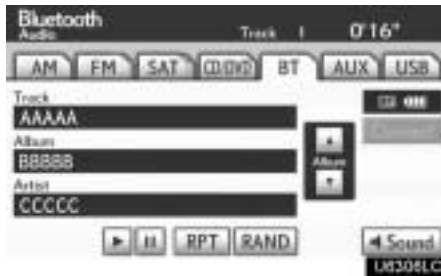 Bluetooth
Audio
Track 1 0'16"
AM FM SAT CD/DVD BT AUX USB
Track
AAAAA
Album
BBBBB
Artist
CCCCC
Album
RPT RAND
Sound
U6308LC